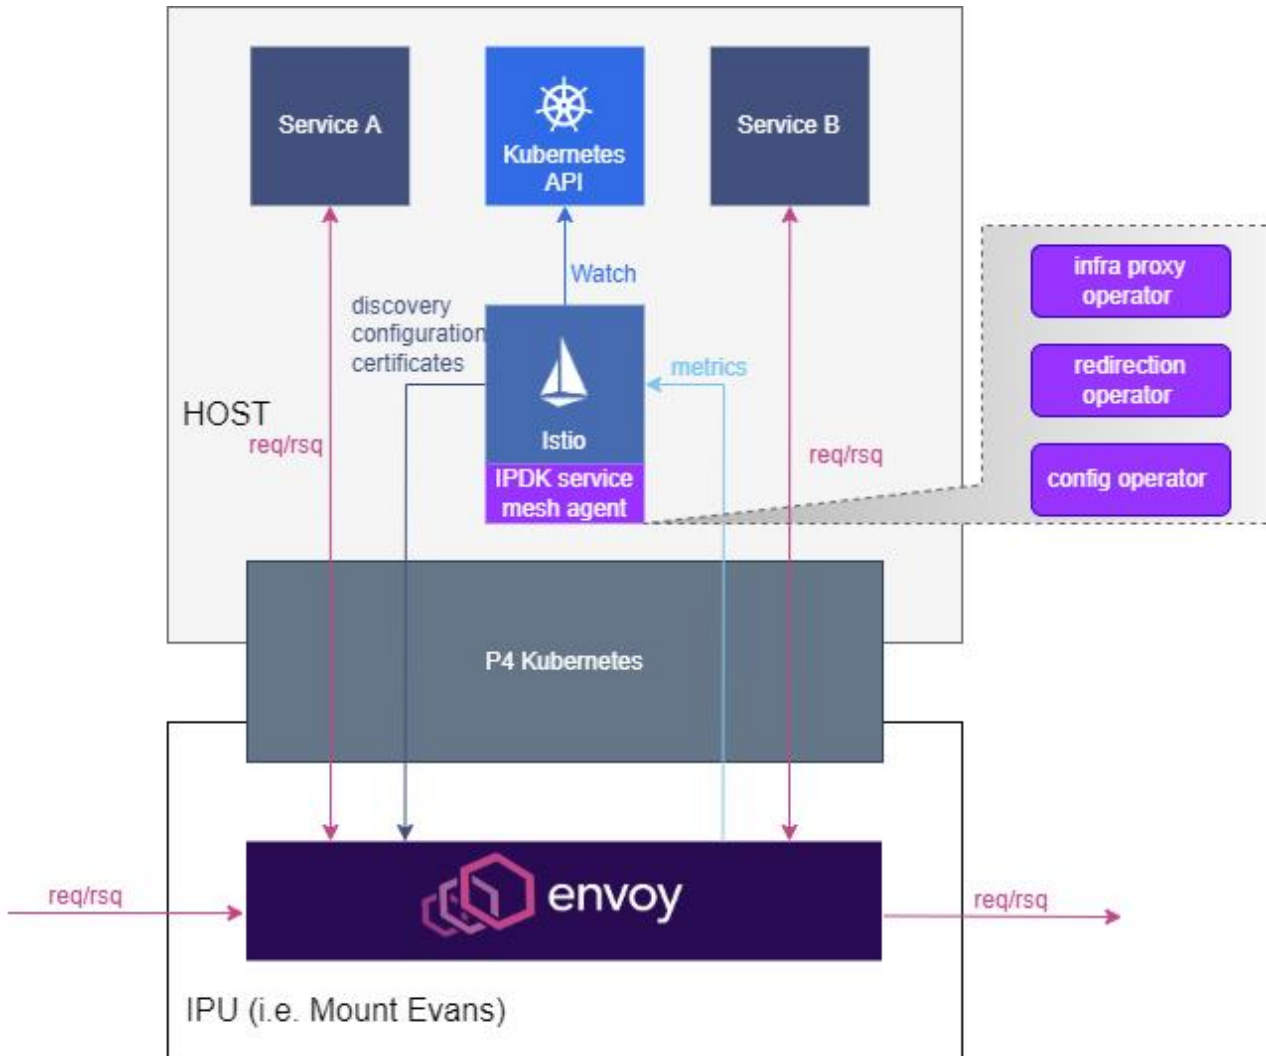 Service A
Kubernetes
API
Service B
Watch
infra proxy
operator
discovery
configuration
certificates
metrics
redirection
operator
HOST
req/rsq
Istio
req/rsq
IPDK service
mesh agent
config operator
P4 Kubernetes
req/rsq
envoy
req/rsq
IPU (i.e. Mount Evans)